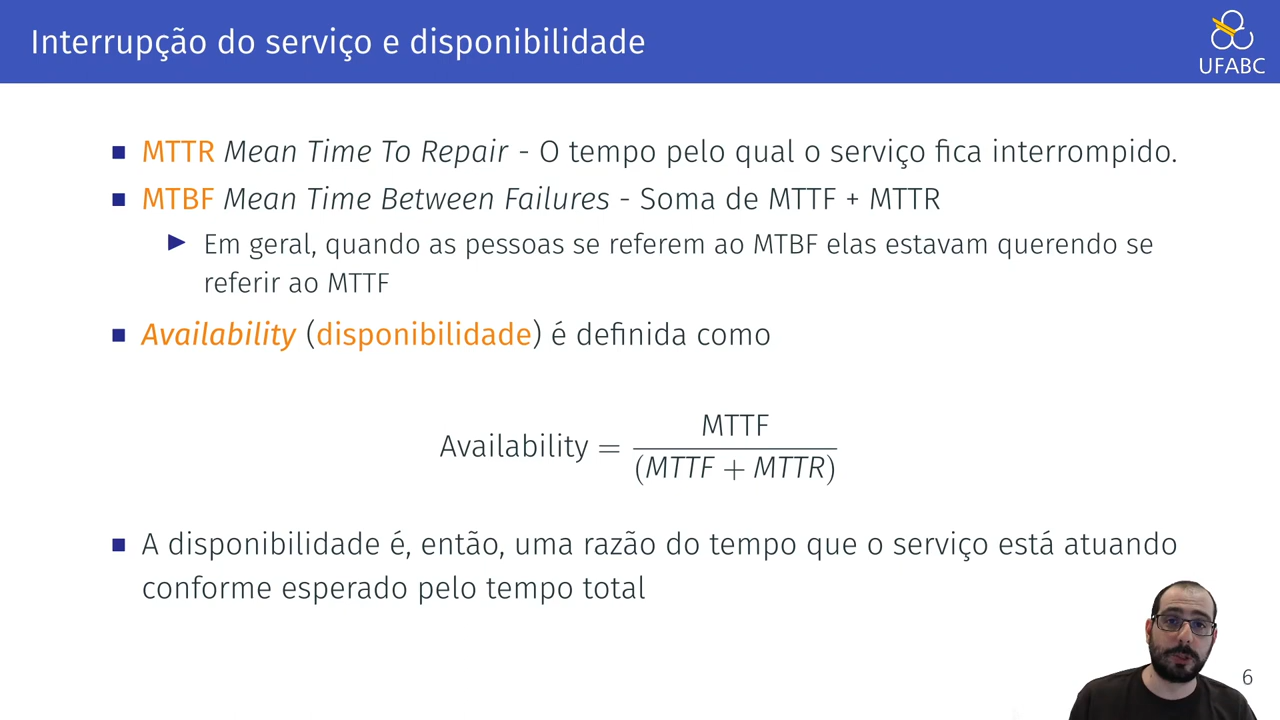 Interrupção do serviço e disponibilidade
UFABC
MTTR Mean Time To Repair - O tempo pelo qual o serviço fica interrompido.
MTBF Mean Time Between Failures - Soma de MTTF + MTTR
Em geral, quando as pessoas se referem ao MTBF elas estavam querendo se
referir ao MTTF
Availability (disponibilidade) é definida como
Availability = MTTF / (MTTF + MTTR)
A disponibilidade é, então, uma razão do tempo que o serviço está atuando
conforme esperado pelo tempo total
6